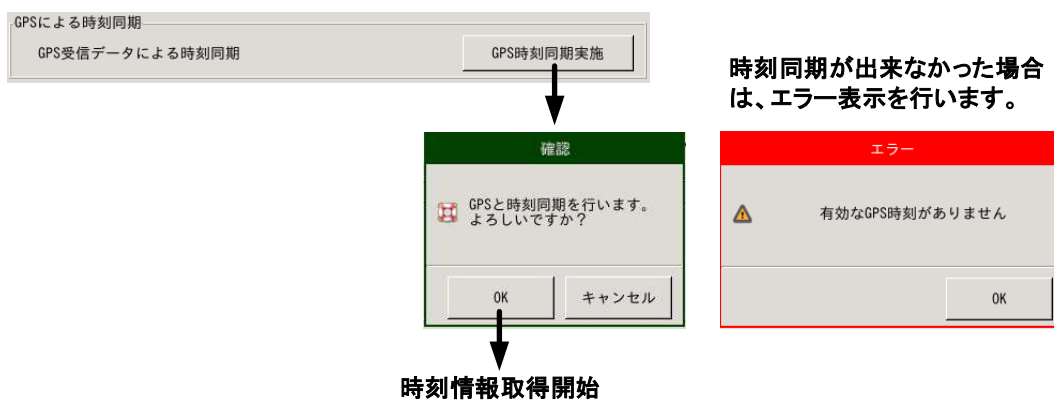 GPSによる時刻同期
GPS受信データによる時刻同期
GPS時刻同期実施
時刻同期が出来なかった場合
は、エラー表示を行います。
確認
GPSと時刻同期を行います。
よろしいですか？
OK
キャンセル
エラー
有効なGPS時刻がありません
OK
時刻情報取得開始